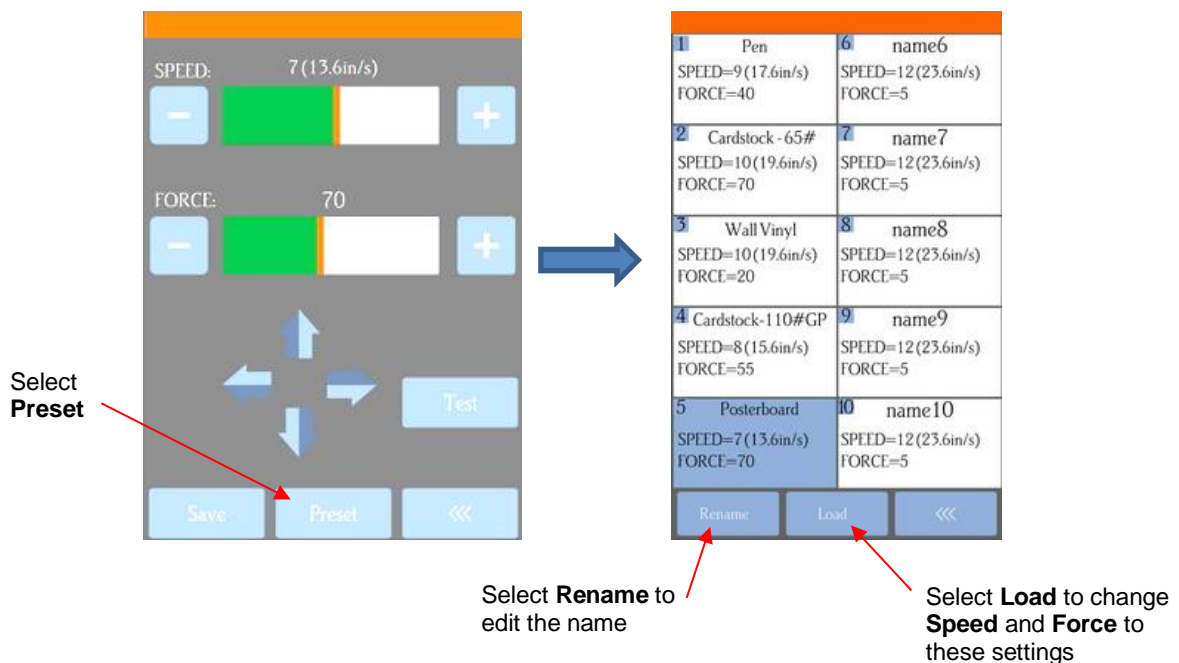 SPEED: 7(13.6in/s)
− +
FORCE: 70
− +
Test
Save Preset <<<
Select
Preset
1 Pen
SPEED=9(17.6in/s)
FORCE=40
2 Cardstock - 65#
SPEED=10(19.6in/s)
FORCE=70
3 Wall Vinyl
SPEED=10(19.6in/s)
FORCE=20
4 Cardstock-110#GP
SPEED=8(15.6in/s)
FORCE=55
5 Posterboard
SPEED=7(13.6in/s)
FORCE=70
6 name6
SPEED=12(23.6in/s)
FORCE=5
7 name7
SPEED=12(23.6in/s)
FORCE=5
8 name8
SPEED=12(23.6in/s)
FORCE=5
9 name9
SPEED=12(23.6in/s)
FORCE=5
10 name10
SPEED=12(23.6in/s)
FORCE=5
Rename Load <<<
Select Rename to
edit the name
Select Load to change
Speed and Force to
these settings